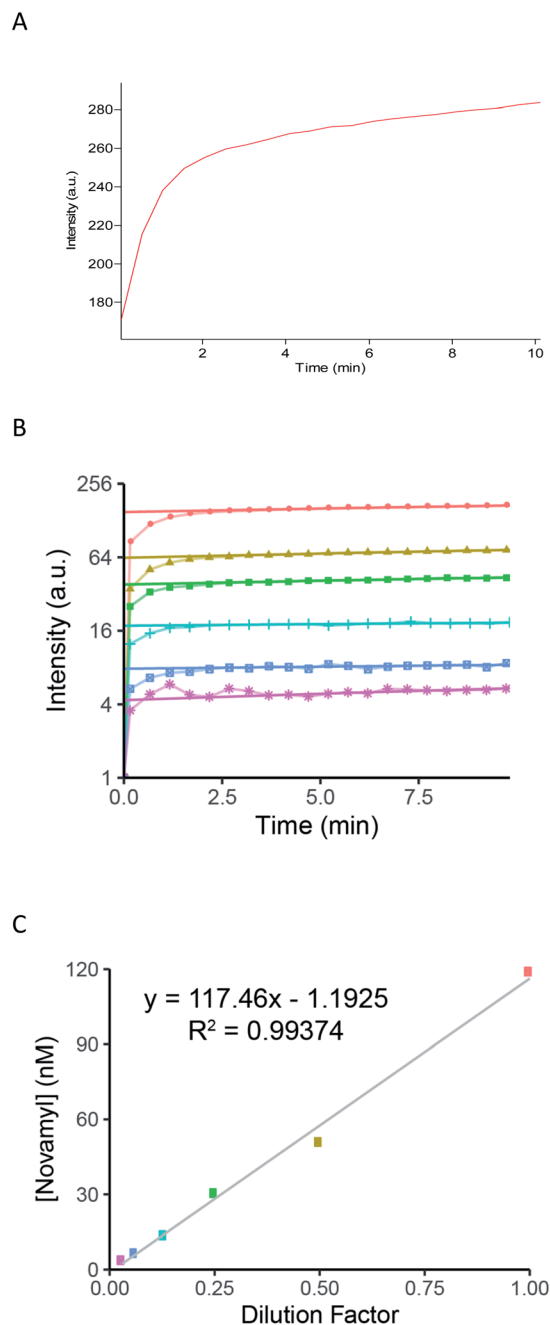 A
280
260
240
220
200
180
Intensity (a.u.)
2 4 6 8 10
Time (min)
B
256
64
16
4
1
Intensity (a.u.)
0.0 2.5 5.0 7.5
Time (min)
C
120
90
60
30
0
[Novamyl] (nM)
y = 117.46x - 1.1925
R² = 0.99374
0.00 0.25 0.50 0.75 1.00
Dilution Factor